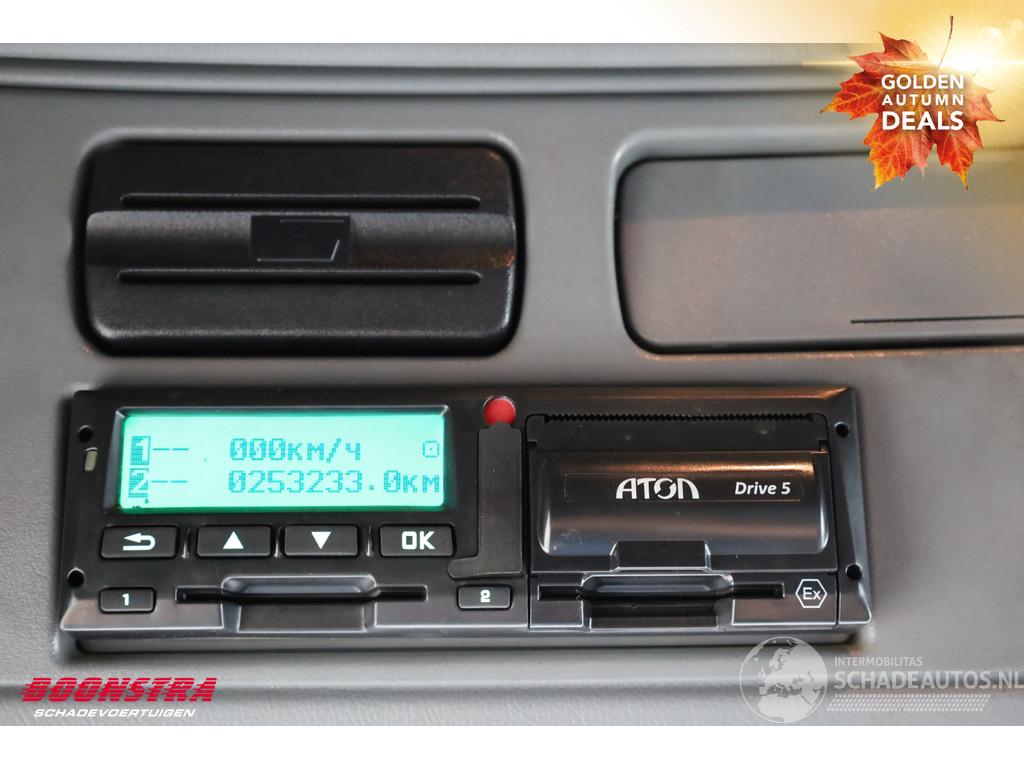 GOLDEN
AUTUMN
DEALS
1-- 000км/ч
2-- 0253233.0км
ATON Drive 5
OK
1
2
Ex
BOONSTRA
SCHADEVOERTUIGEN
INTERMOBILITAS
SCHADEAUTOS.NL